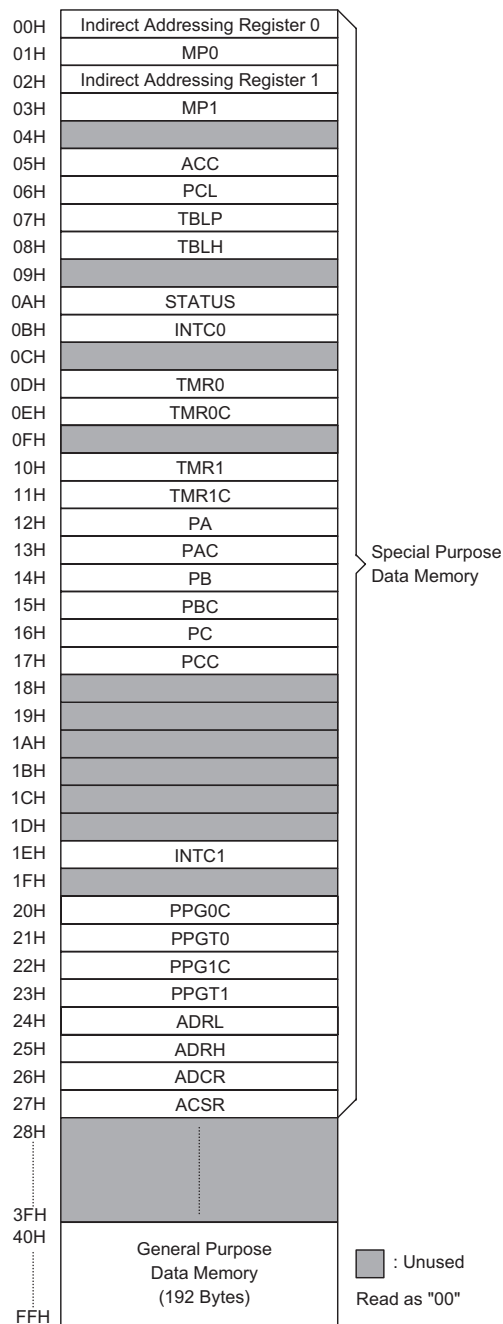 00H Indirect Addressing Register 0
01H MP0
02H Indirect Addressing Register 1
03H MP1
04H
05H ACC
06H PCL
07H TBLP
08H TBLH
09H
0AH STATUS
0BH INTC0
0CH
0DH TMR0
0EH TMR0C
0FH
10H TMR1
11H TMR1C
12H PA
13H PAC
14H PB
15H PBC
16H PC
17H PCC
18H
19H
1AH
1BH
1CH
1DH
1EH INTC1
1FH
20H PPG0C
21H PPGT0
22H PPG1C
23H PPGT1
24H ADRL
25H ADRH
26H ADCR
27H ACSR
28H
3FH
40H
FFH
General Purpose
Data Memory
(192 Bytes)
Special Purpose
Data Memory
: Unused
Read as "00"